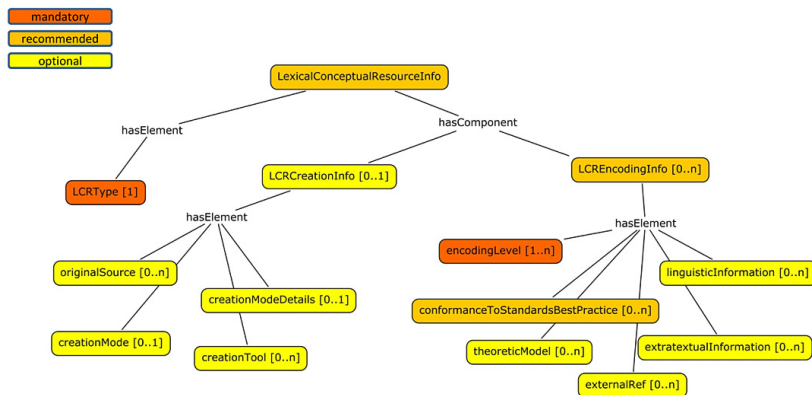 mandatory
recommended
optional
LexicalConceptualResourceInfo
hasElement
hasComponent
LCRType [1]
LCRCreationInfo [0..1]
LCREncodingInfo [0..n]
hasElement
hasElement
encodingLevel [1..n]
originalSource [0..n]
linguisticInformation [0..n]
creationModeDetails [0..1]
conformanceToStandardsBestPractice [0..n]
creationMode [0..1]
creationTool [0..n]
theoreticModel [0..n]
extratextualInformation [0..n]
externalRef [0..n]